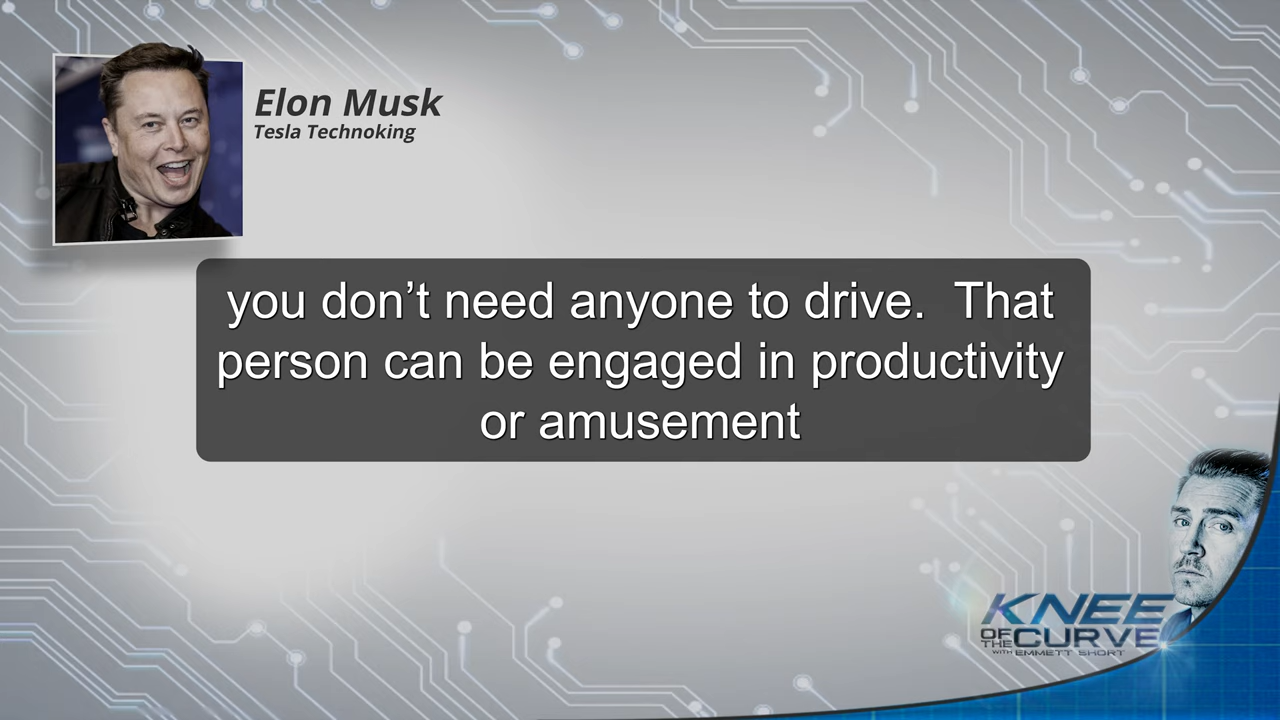 Elon Musk
Tesla Technoking
you don’t need anyone to drive.  That
person can be engaged in productivity
or amusement
KNEE
OF THE CURVE
WITH EMMETT SHORT